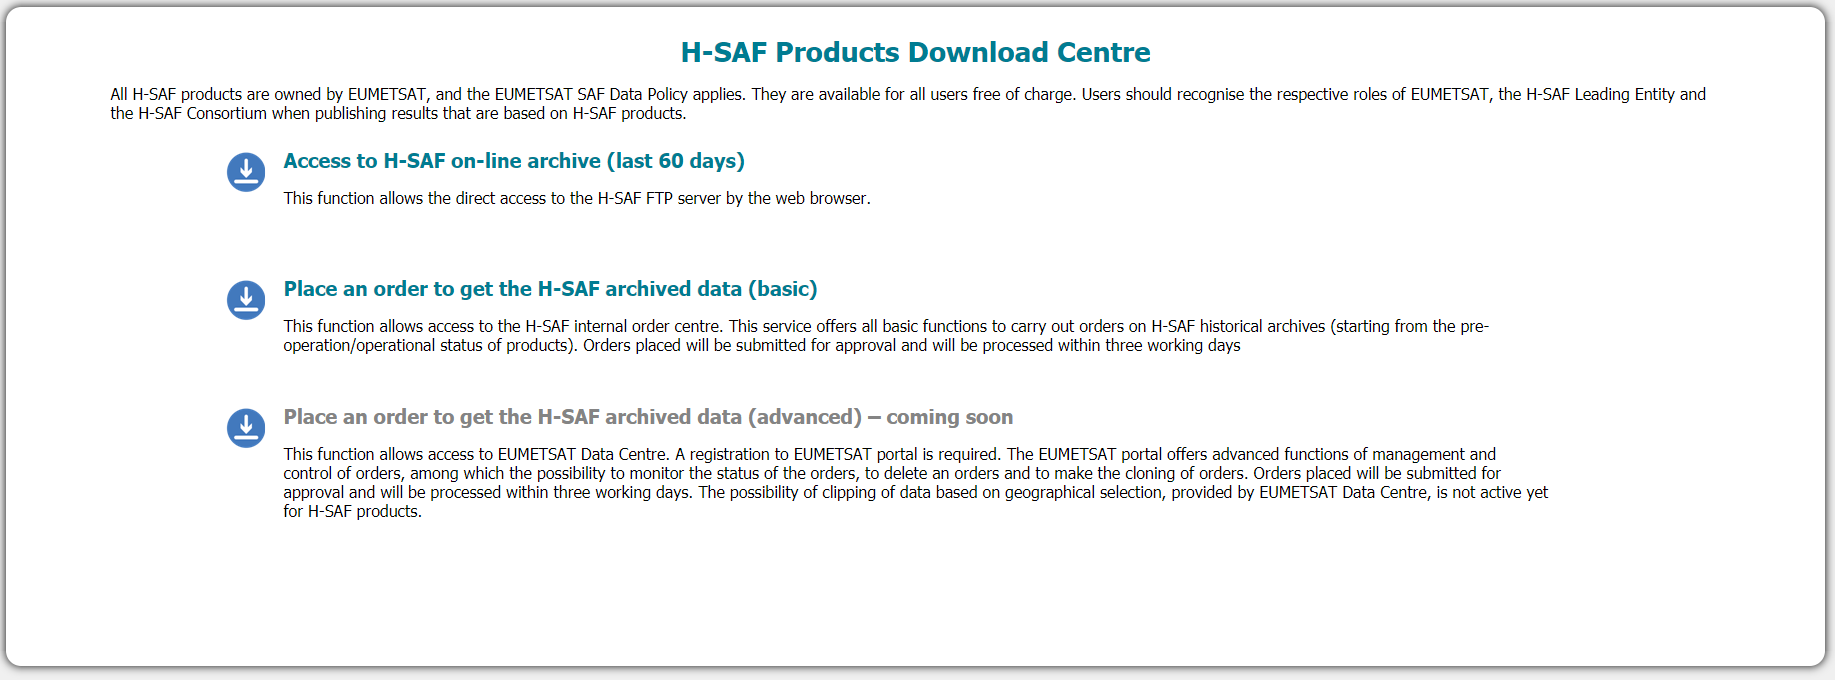 H-SAF Products Download Centre
All H-SAF products are owned by EUMETSAT, and the EUMETSAT SAF Data Policy applies. They are available for all users free of charge. Users should recognise the respective roles of EUMETSAT, the H-SAF Leading Entity and
the H-SAF Consortium when publishing results that are based on H-SAF products.
Access to H-SAF on-line archive (last 60 days)
This function allows the direct access to the H-SAF FTP server by the web browser.
Place an order to get the H-SAF archived data (basic)
This function allows access to the H-SAF internal order centre. This service offers all basic functions to carry out orders on H-SAF historical archives (starting from the pre-
operation/operational status of products). Orders placed will be submitted for approval and will be processed within three working days
Place an order to get the H-SAF archived data (advanced) – coming soon
This function allows access to EUMETSAT Data Centre. A registration to EUMETSAT portal is required. The EUMETSAT portal offers advanced functions of management and
control of orders, among which the possibility to monitor the status of the orders, to delete an orders and to make the cloning of orders. Orders placed will be submitted for
approval and will be processed within three working days. The possibility of clipping of data based on geographical selection, provided by EUMETSAT Data Centre, is not active yet
for H-SAF products.